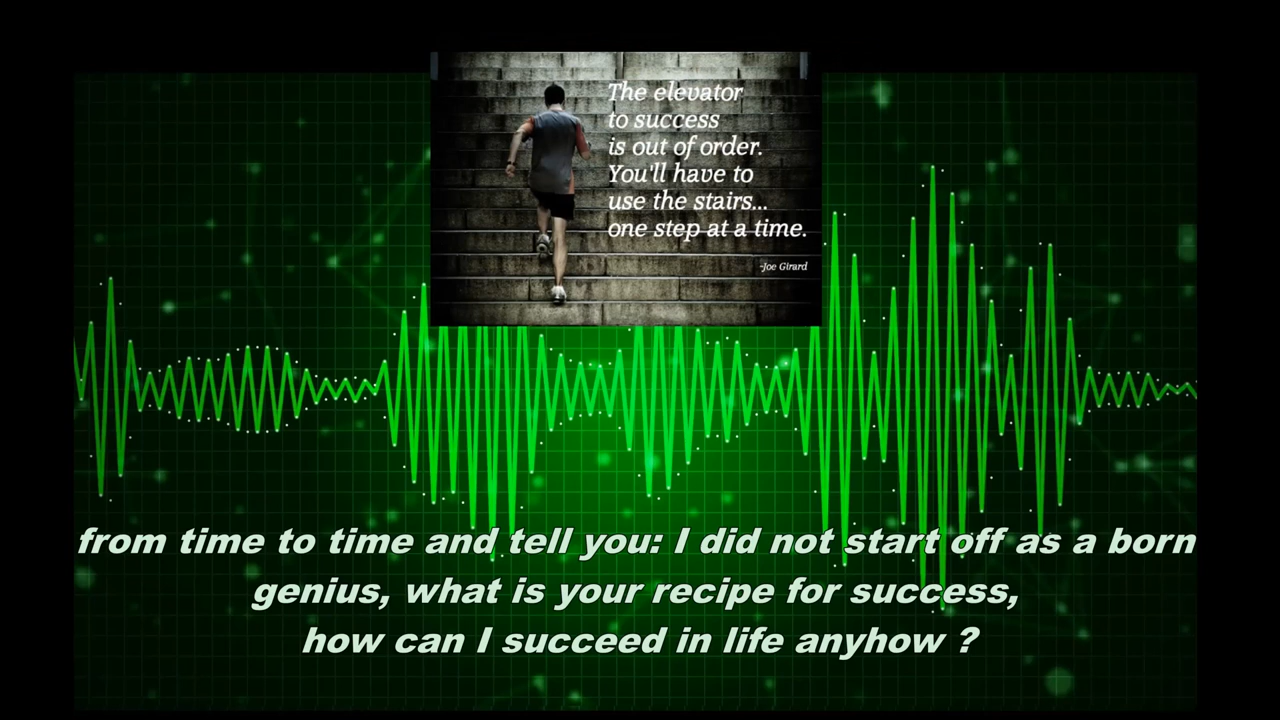 The elevator
to success
is out of order.
You'll have to
use the stairs...
one step at a time.
-Joe Girard
from time to time and tell you: I did not start off as a born
genius, what is your recipe for success,
how can I succeed in life anyhow ?